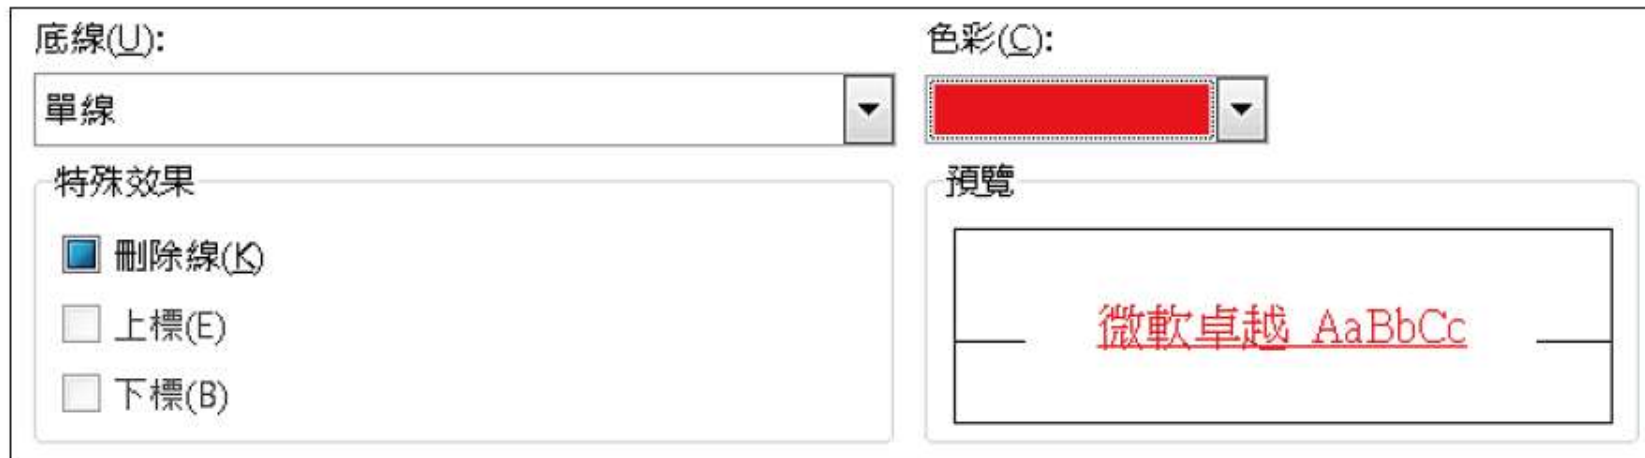 底線(U):
色彩(C):
單線
特殊效果
刪除線(K)
上標(E)
下標(B)
預覽
微軟卓越 AaBbCc